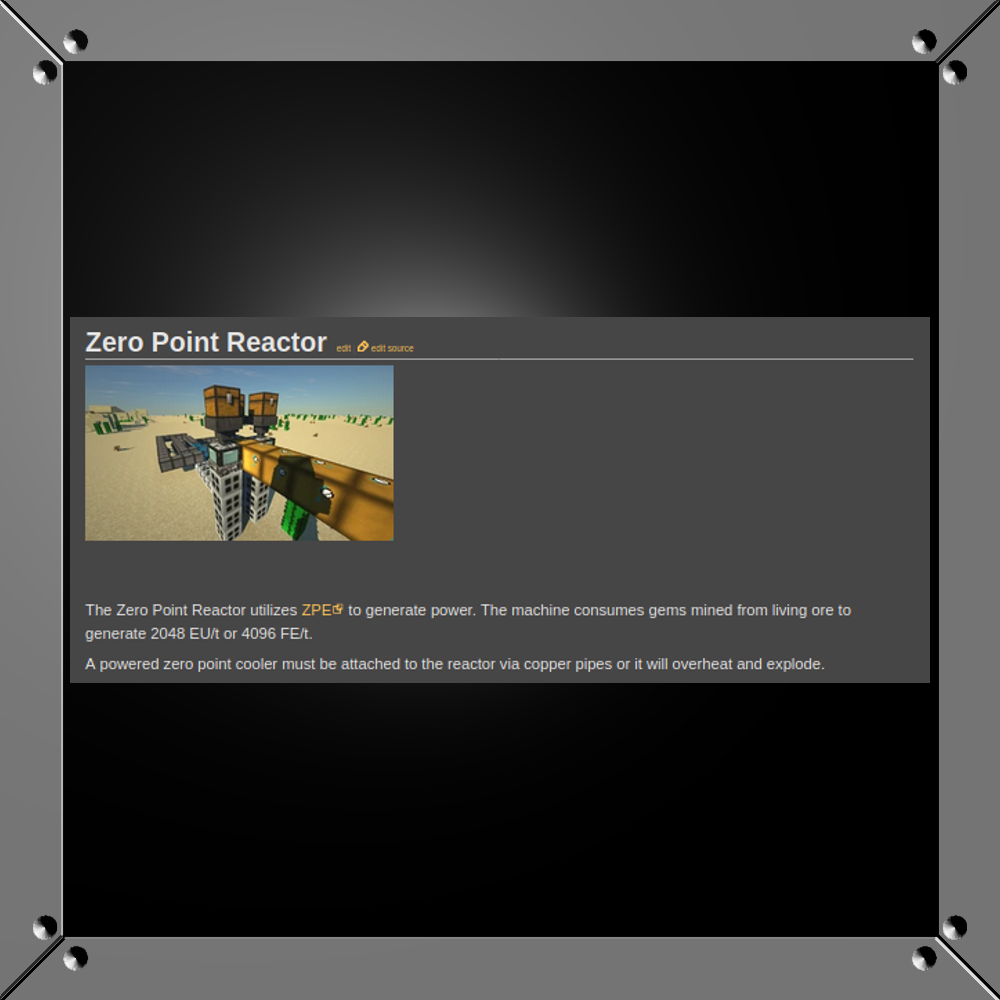 Zero Point Reactor edit edit source
The Zero Point Reactor utilizes ZPE to generate power. The machine consumes gems mined from living ore to
generate 2048 EU/t or 4096 FE/t.
A powered zero point cooler must be attached to the reactor via copper pipes or it will overheat and explode.